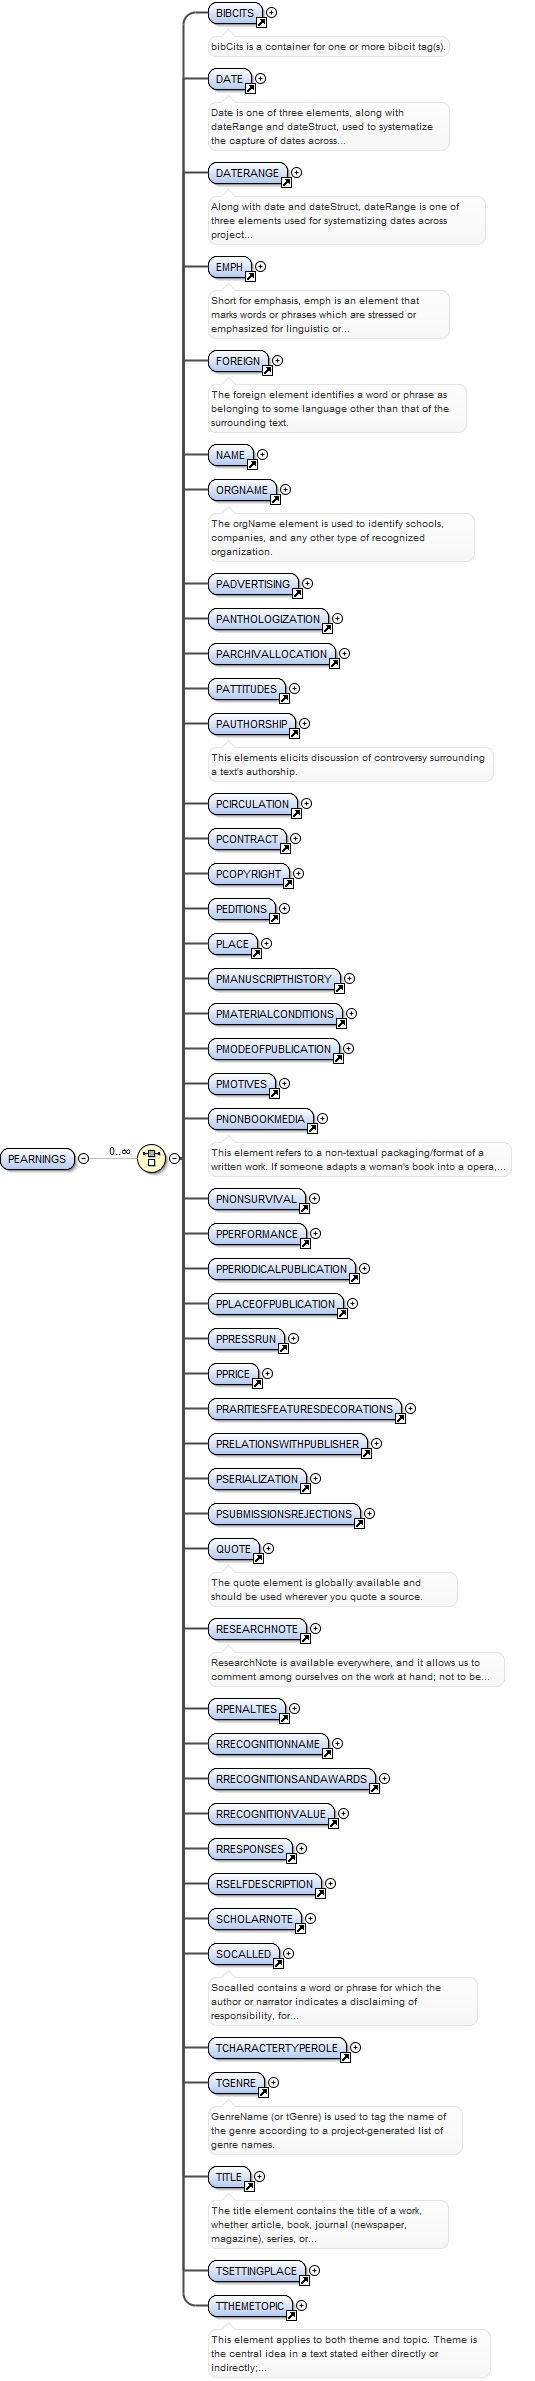 BIBCITS
bibCits is a container for one or more bibcit tag(s).
DATE
Date is one of three elements, along with
dateRange and dateStruct, used to systematize
the capture of dates across...
DATERANGE
Along with date and dateStruct, dateRange is one of
three elements used for systematizing dates across
project...
EMPH
Short for emphasis, emph is an element that
marks words or phrases which are stressed or
emphasized for linguistic or...
FOREIGN
The foreign element identifies a word or phrase as
belonging to some language other than that of the
surrounding text.
NAME
ORGNAME
The orgName element is used to identify schools,
companies, and any other type of recognized
organization.
PADVERTISING
PANTHOLOGIZATION
PARCHIVALLOCATION
PATTITUDES
PAUTHORSHIP
This elements elicits discussion of controversy surrounding
a text's authorship.
PCIRCULATION
PCONTRACT
PCOPYRIGHT
PEDITIONS
PLACE
PMANUSCRIPTHISTORY
PMATERIALCONDITIONS
PMODEOFPUBLICATION
PMOTIVES
PNONBOOKMEDIA
PEARNINGS 0..∞
This element refers to a non-textual packaging/format of a
written work. If someone adapts a woman's book into a opera,...
PNONSURVIVAL
PPERFORMANCE
PPERIODICALPUBLICATION
PPLACEOFPUBLICATION
PPRESSRUN
PPRICE
PRARITIESFEATURESDECORATIONS
PRELATIONSWITHPUBLISHER
PSERIALIZATION
PSUBMISSIONSREJECTIONS
QUOTE
The quote element is globally available and
should be used wherever you quote a source.
RESEARCHNOTE
ResearchNote is available everywhere, and it allows us to
comment among ourselves on the work at hand; not to be...
RPENALTIES
RRECOGNITIONNAME
RRECOGNITIONSANDAWARDS
RRECOGNITIONVALUE
RRESPONSES
RSELFDESCRIPTION
SCHOLARNOTE
SOCALLED
Socalled contains a word or phrase for which the
author or narrator indicates a disclaiming of
responsibility, for...
TCHARACTERTYPEROLE
TGENRE
GenreName (or tGenre) is used to tag the name of
the genre according to a project-generated list of
genre names.
TITLE
The title element contains the title of a work,
whether article, book, journal (newspaper,
magazine), series, or...
TSETTINGPLACE
TTHEMETOPIC
This element applies to both theme and topic. Theme is
the central idea in a text stated either directly or
indirectly;...